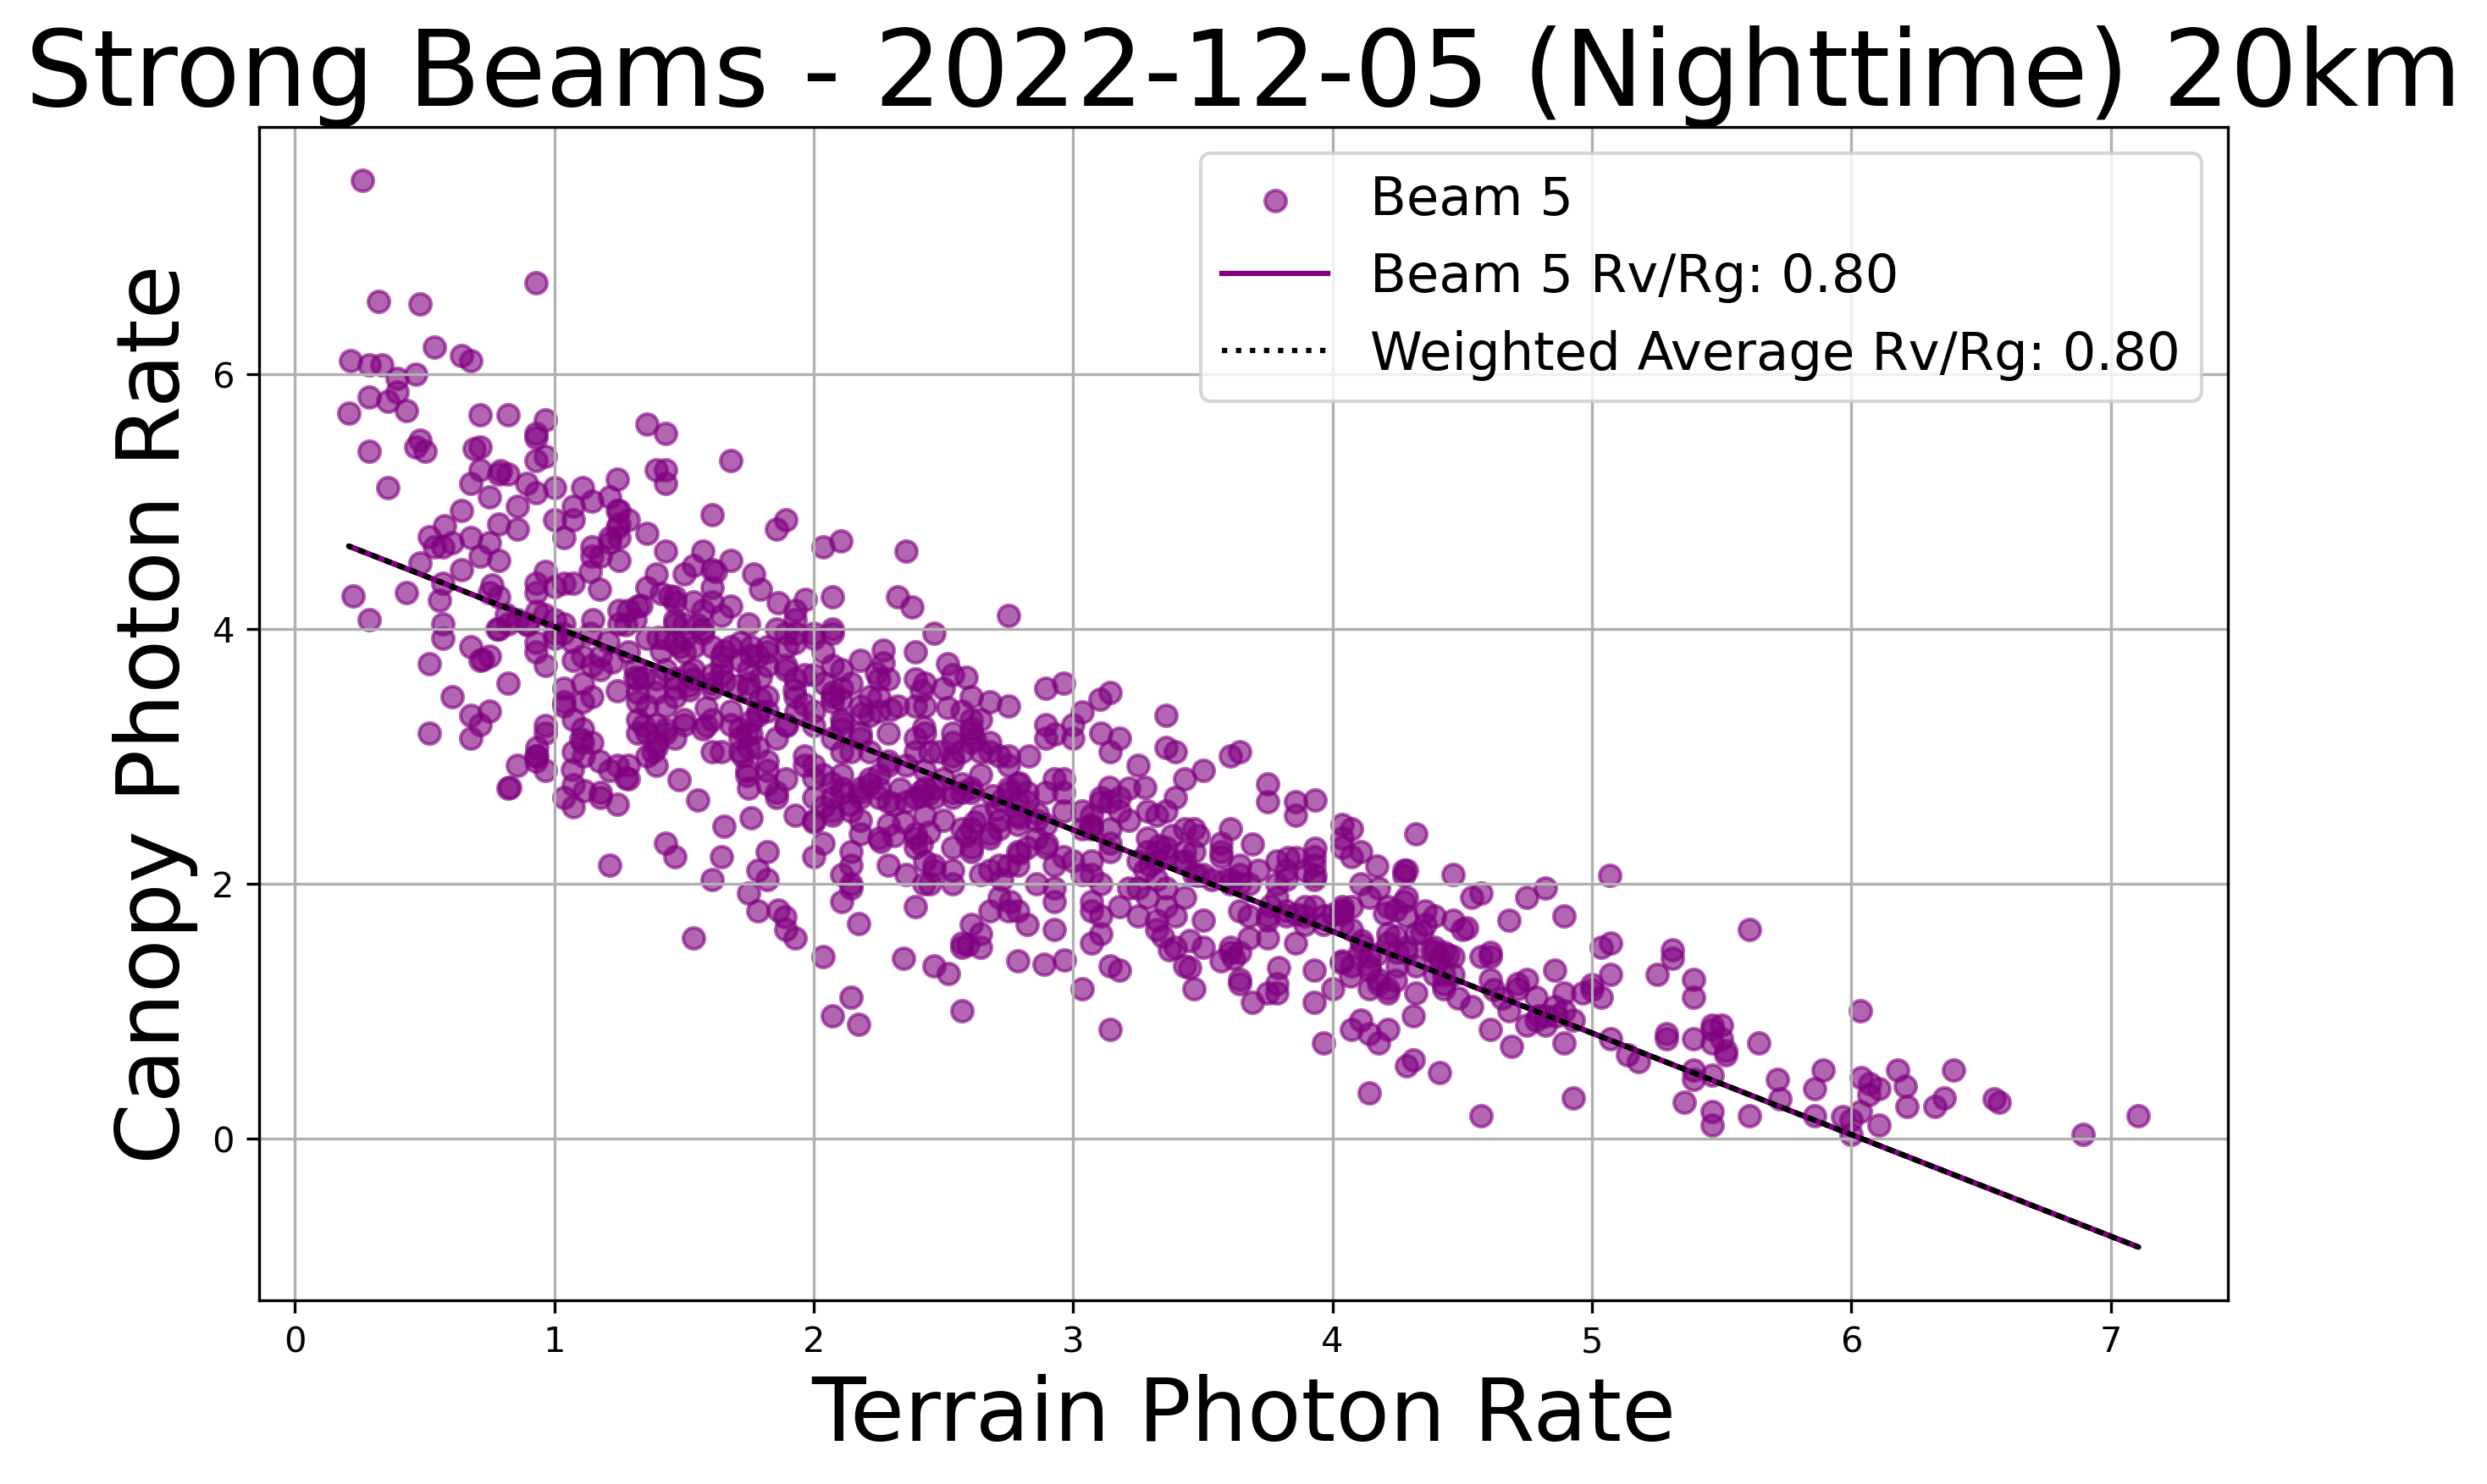 Strong Beams - 2022-12-05 (Nighttime) 20km
Beam 5
Beam 5 Rv/Rg: 0.80
Weighted Average Rv/Rg: 0.80
Canopy Photon Rate
6
4
2
0
0 1 2 3 4 5 6 7
Terrain Photon Rate